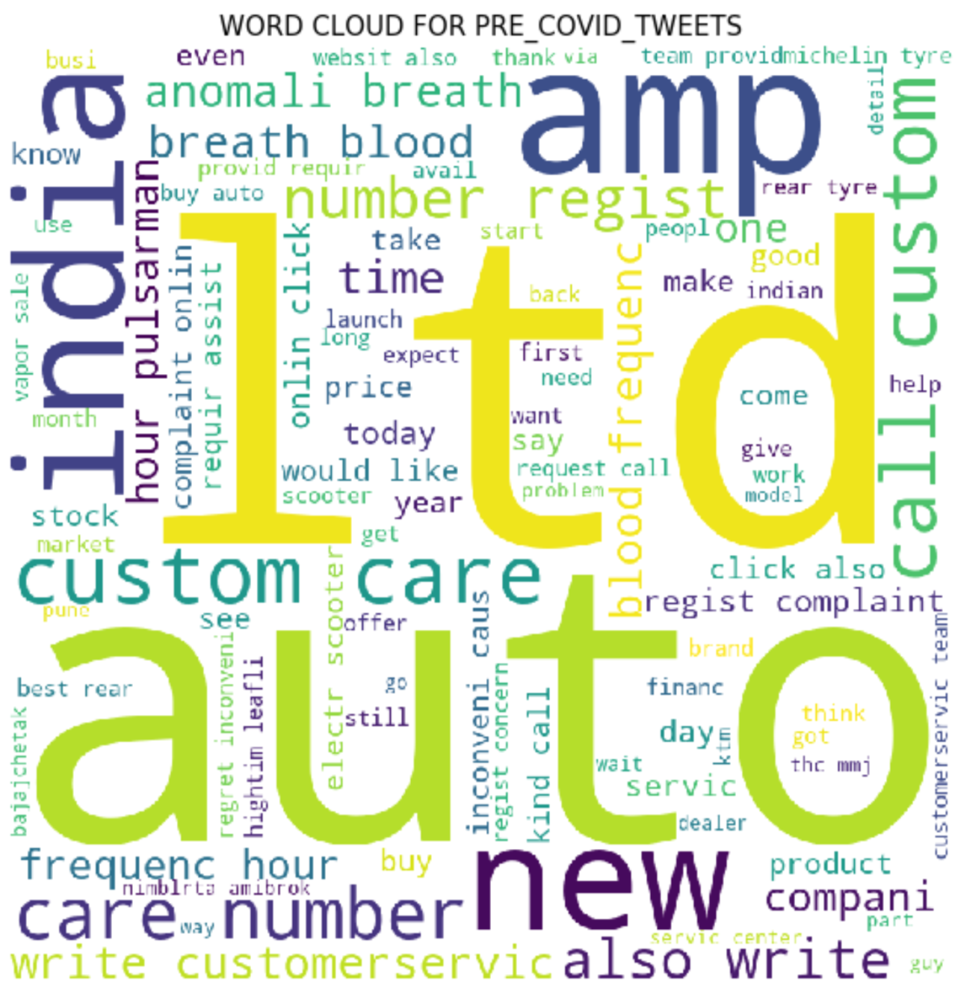 WORD CLOUD FOR PRE_COVID_TWEETS
busi
even
websit also
thank
via
team provid
michelin tyre
india
anomali breath
amp
detail
call custom
know
breath blood
provid requir
avail
hour pulsarman
buy auto
number regist
rear tyre
use
ltd
take
start
peopl
one
complaint onlin
requir assist
onlin click
time
blood frequenc
good
make
indian
back
vapor sale
launch
long
expect
first
need
price
come
help
month
want
today
say
give
would like
request call
work
scooter
problem
model
year
stock
market
get
custom care
click also
regist complaint
electr scooter
pune
see
offer
inconveni caus
auto
brand
customerservic team
best rear
regret inconveni
hightim leafli
go
regist concern
kind call
financ
still
day
ktm
think
got
thc mmj
bajajchetak
wait
servic
dealer
frequenc hour
buy
new
product
nimblrta amibrok
compani
care number
way
part
servic center
write customerservic
also write
guy